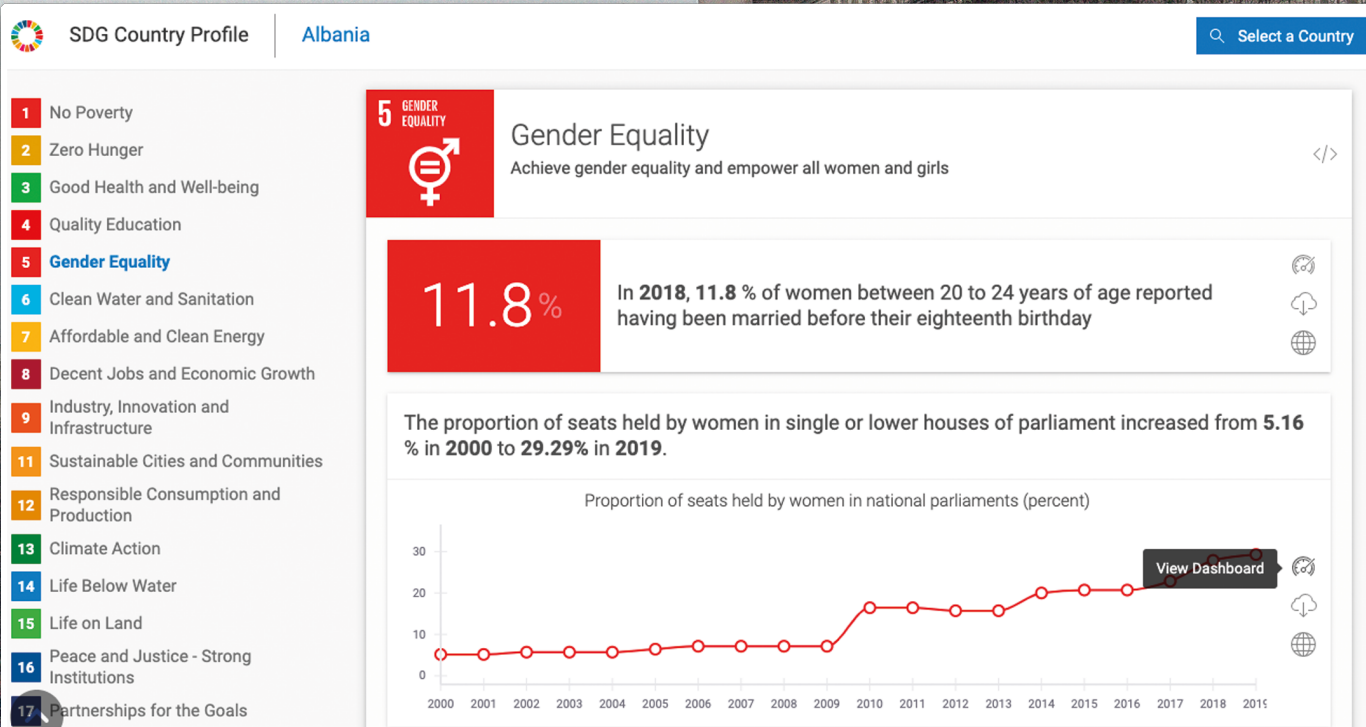 SDG Country Profile
Albania
Select a Country
1 No Poverty
2 Zero Hunger
3 Good Health and Well-being
4 Quality Education
5 Gender Equality
6 Clean Water and Sanitation
7 Affordable and Clean Energy
8 Decent Jobs and Economic Growth
9 Industry, Innovation and
Infrastructure
11 Sustainable Cities and Communities
12 Responsible Consumption and
Production
13 Climate Action
14 Life Below Water
15 Life on Land
16 Peace and Justice - Strong
Institutions
17 Partnerships for the Goals
5 GENDER
EQUALITY
Gender Equality
Achieve gender equality and empower all women and girls
</>
11.8 %
In 2018, 11.8 % of women between 20 to 24 years of age reported
having been married before their eighteenth birthday
The proportion of seats held by women in single or lower houses of parliament increased from 5.16
% in 2000 to 29.29% in 2019.
Proportion of seats held by women in national parliaments (percent)
30
20
10
0
View Dashboard
2000 2001 2002 2003 2004 2005 2006 2007 2008 2009 2010 2011 2012 2013 2014 2015 2016 2017 2018 2019